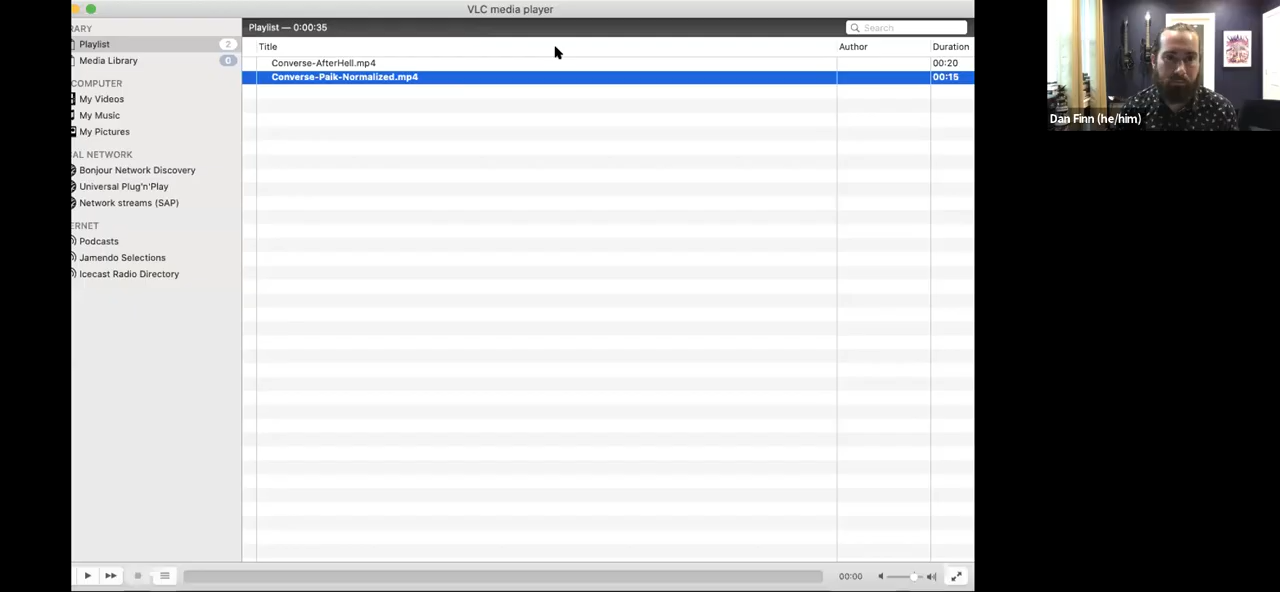 VLC media player
Playlist — 0:00:35
Search
RARY
Playlist
2
Media Library
0
COMPUTER
My Videos
My Music
My Pictures
AL NETWORK
Bonjour Network Discovery
Universal Plug'n'Play
Network streams (SAP)
ERNET
Podcasts
Jamendo Selections
Icecast Radio Directory
Title Author Duration
Converse-AfterHell.mp4 00:20
Converse-Paik-Normalized.mp4 00:15
00:00
Dan Finn (he/him)